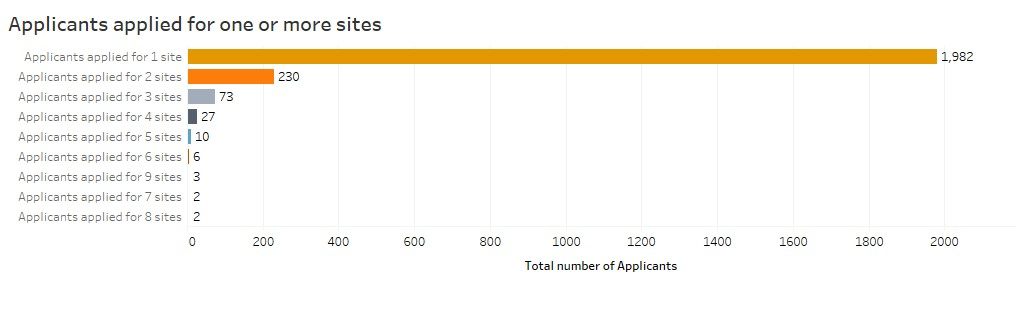 Applicants applied for one or more sites
Applicants applied for 1 site 1,982
Applicants applied for 2 sites 230
Applicants applied for 3 sites 73
Applicants applied for 4 sites 27
Applicants applied for 5 sites 10
Applicants applied for 6 sites 6
Applicants applied for 9 sites 3
Applicants applied for 7 sites 2
Applicants applied for 8 sites 2
0 200 400 600 800 1000 1200 1400 1600 1800 2000
Total number of Applicants